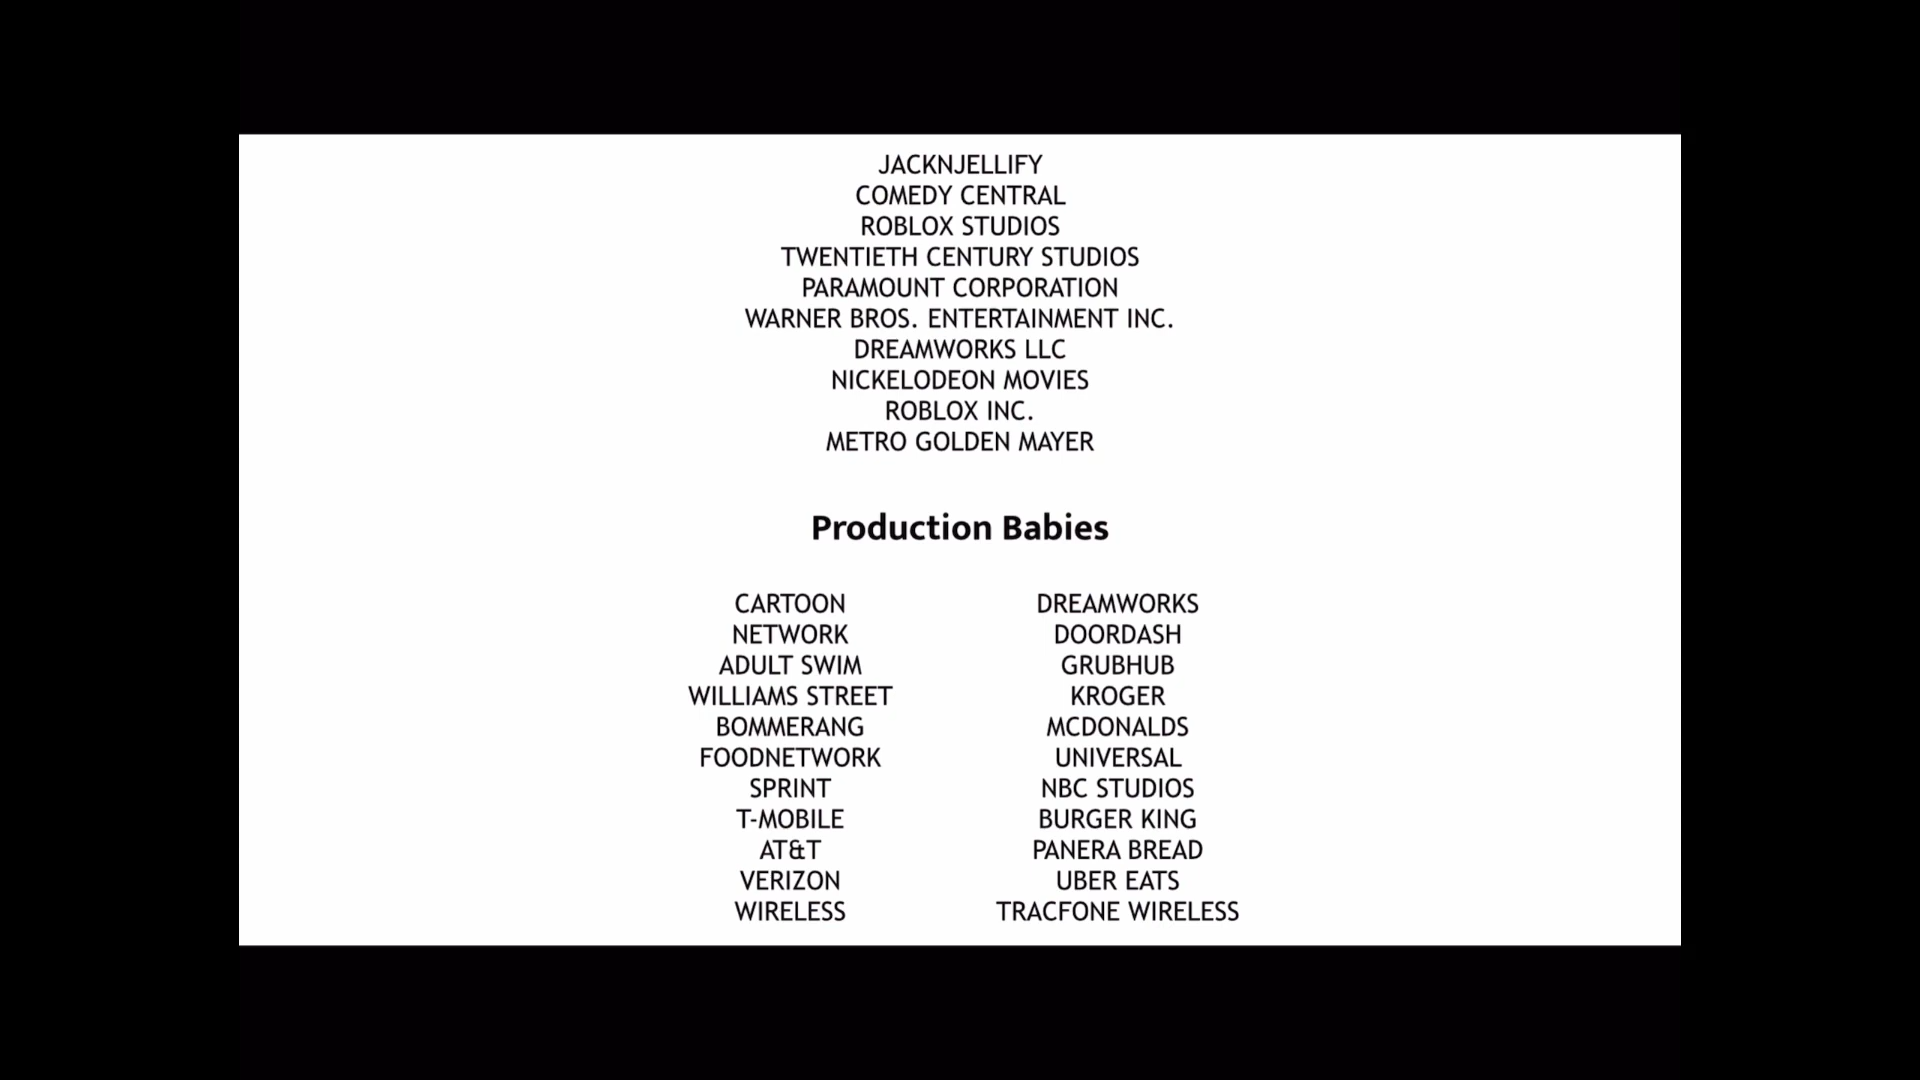 JACKNJELLIFY
COMEDY CENTRAL
ROBLOX STUDIOS
TWENTIETH CENTURY STUDIOS
PARAMOUNT CORPORATION
WARNER BROS. ENTERTAINMENT INC.
DREAMWORKS LLC
NICKELODEON MOVIES
ROBLOX INC.
METRO GOLDEN MAYER
Production Babies
CARTOON
NETWORK
ADULT SWIM
WILLIAMS STREET
BOMMERANG
FOODNETWORK
SPRINT
T-MOBILE
AT&T
VERIZON
WIRELESS
DREAMWORKS
DOORDASH
GRUBHUB
KROGER
MCDONALDS
UNIVERSAL
NBC STUDIOS
BURGER KING
PANERA BREAD
UBER EATS
TRACFONE WIRELESS